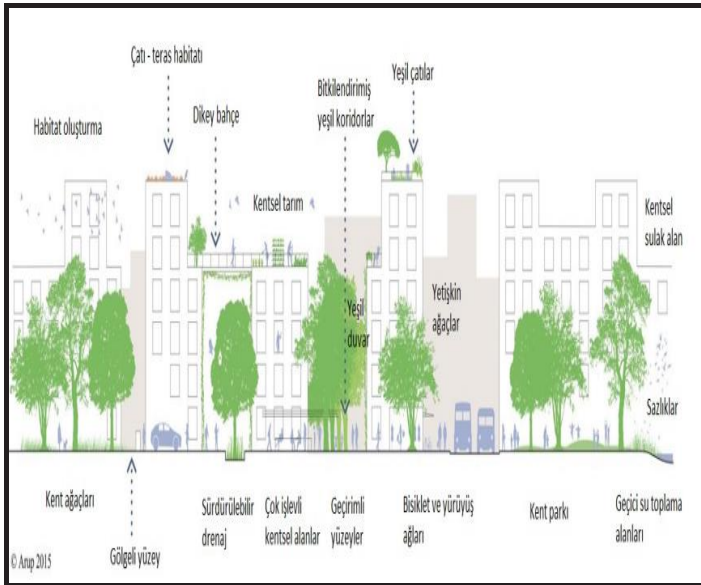 Çatı - teras habitatı
Yeşil çatılar
Bitkilendirimiş
yeşil koridorlar
Dikey bahçe
Habitat oluşturma
Kentsel tarım
Kentsel
sulak alan
Yetişkin
ağaçlar
Yeşil
duvar
Sazlıklar
Kent ağaçları
Gölgeli yüzey
Sürdürülebilir
drenaj
Çok işlevli
kentsel alanlar
Geçirimli
yüzeyler
Bisiklet ve yürüyüş
ağları
Kent parkı
Geçici su toplama
alanları
© Arup 2015